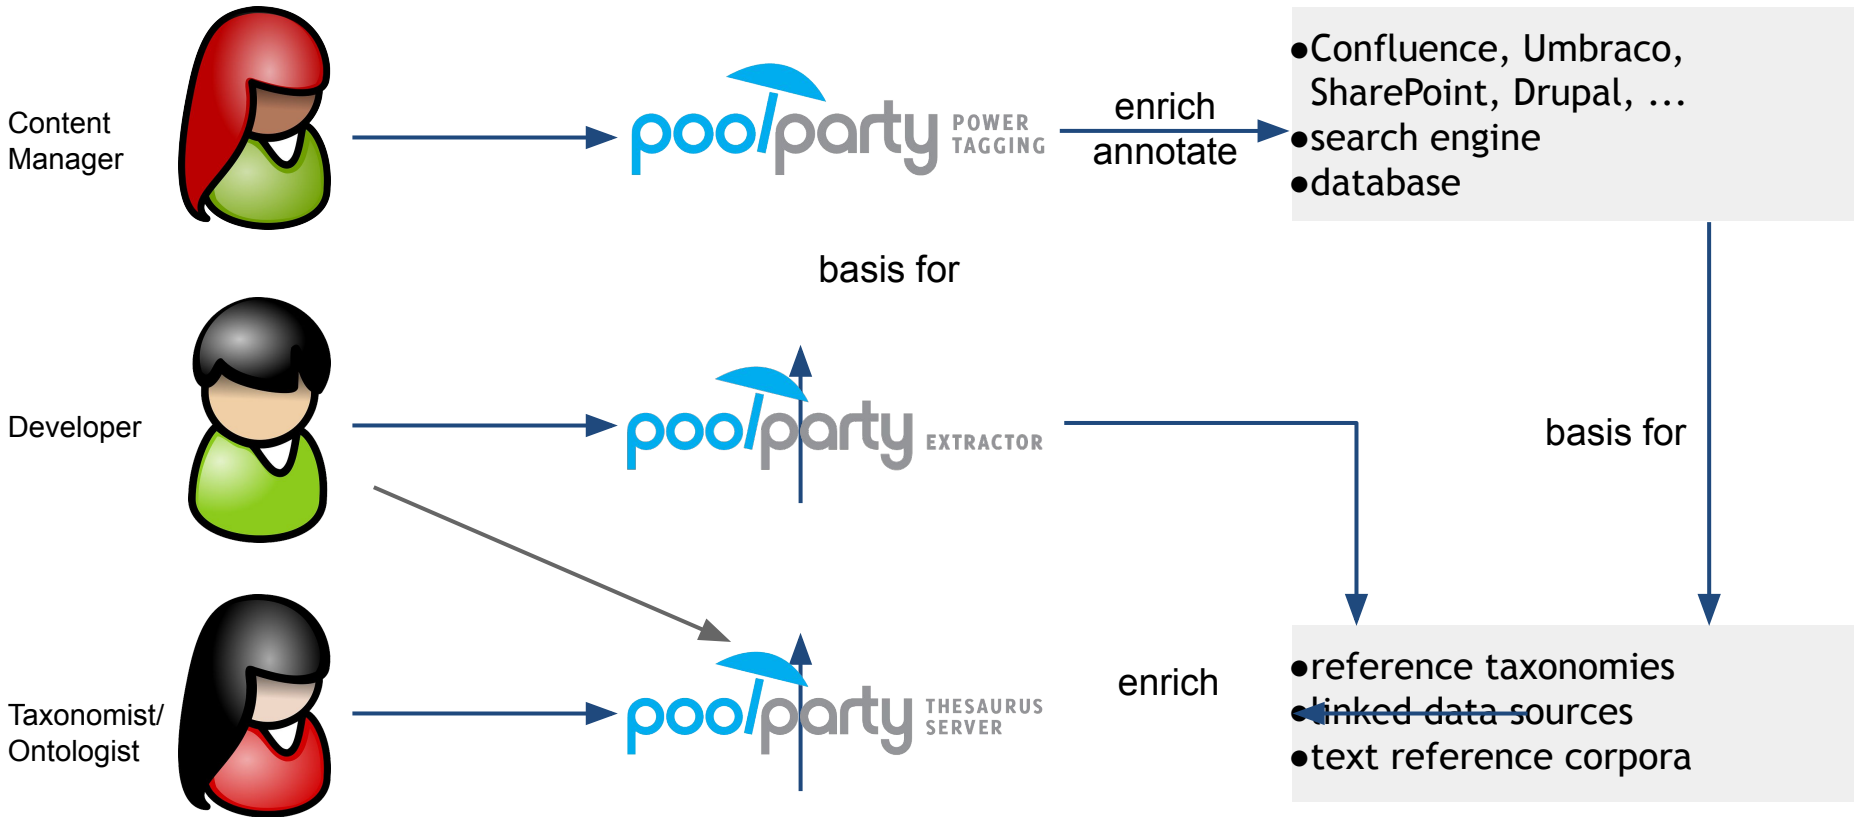 Content
Manager
poolparty POWER
TAGGING
enrich
annotate
●Confluence, Umbraco,
SharePoint, Drupal, ...
●search engine
●database
basis for
Developer
poolparty EXTRACTOR
basis for
Taxonomist/
Ontologist
poolparty THESAURUS
SERVER
enrich
●reference taxonomies
●linked data sources
●text reference corpora